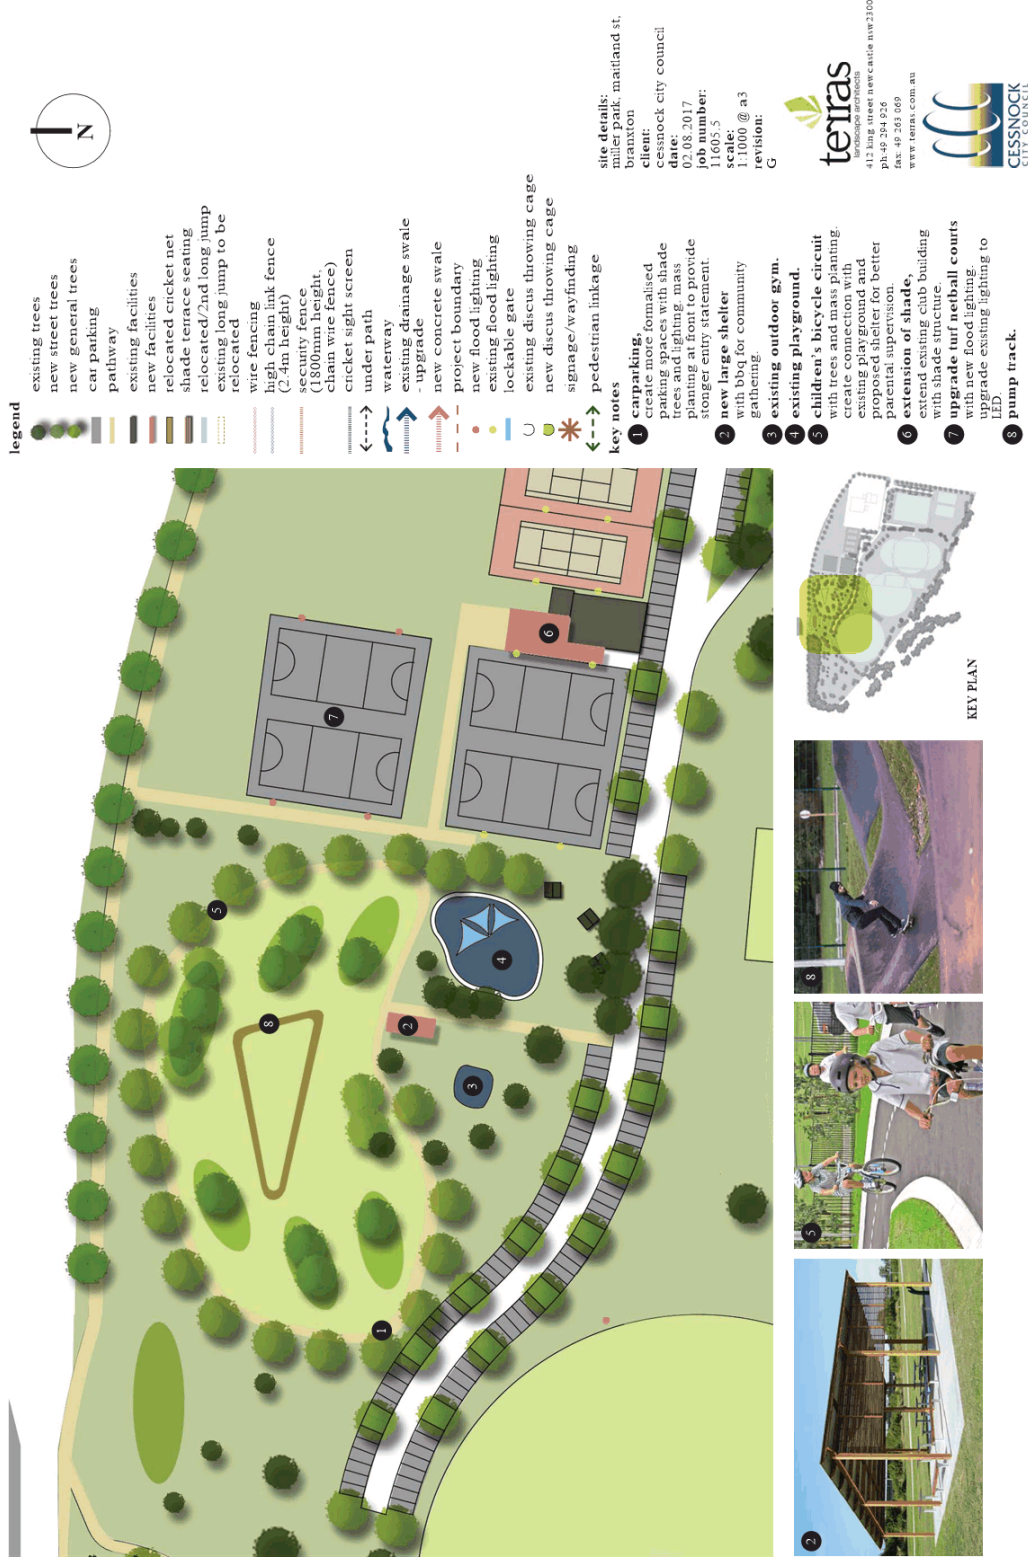 legend
existing trees
new street trees
new general trees
car parking
pathway
existing facilities
new facilities
relocated cricket net
shade terrace seating
relocated/2nd long jump
existing long jump to be
relocated
wire fencing
high chain link fence
(2.4m height)
security fence
(1800mm height.
chain wire fence)
cricket sight screen
under path
waterway
existing drainage swale
- upgrade
new concrete swale
project boundary
new flood lighting
existing flood lighting
lockable gate
existing discus throwing cage
new discus throwing cage
signage/wayfinding
pedestrian linkage
key notes
1 carparking,
create more formalised
parking spaces with shade
trees and lighting. mass
planting at front to provide
stonger entry statement.
2 new large shelter
with bbq for community
gathering.
3 existing outdoor gym.
4 existing playground.
5 children's bicycle circuit
with trees and mass planting.
create connection with
existing playground and
proposed shelter for better
parental supervision.
6 extension of shade,
extend existing club building
with shade structure.
7 upgrade turf netball courts
with new flood lighting.
upgrade existing lighting to
LED.
8 pump track.
N
site details:
miller park, maitland st,
branxton
client:
cessnock city council
date:
02.08.2017
job number:
11605.5
scale:
1:1000 @ a3
revision:
G
terras
landscape architects
412 king street newcastle nsw 2300
ph: 49 294 926
fax: 49 263 069
www.terras.com.au
CESSNOCK
CITY COUNCIL
1
2
3
4
5
6
7
8
2
5
8
KEY PLAN